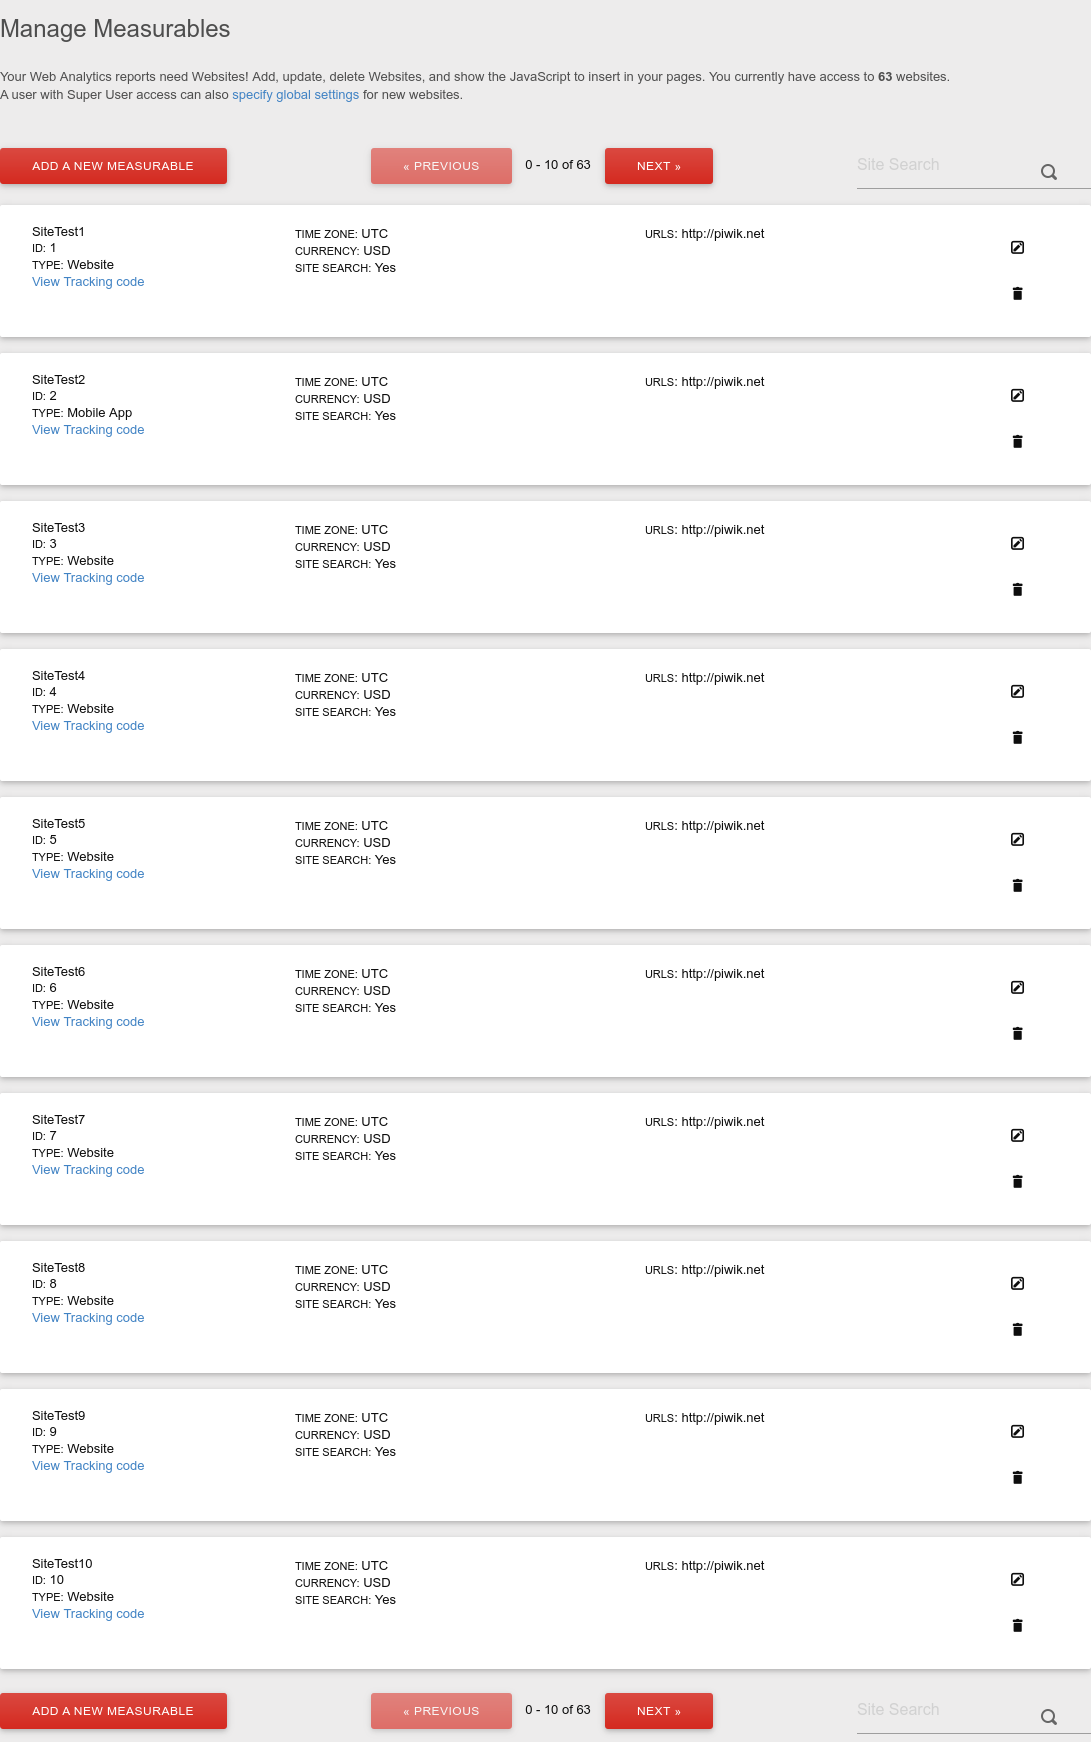 Manage Measurables
Your Web Analytics reports need Websites! Add, update, delete Websites, and show the JavaScript to insert in your pages. You currently have access to 63 websites.
A user with Super User access can also specify global settings for new websites.
ADD A NEW MEASURABLE « PREVIOUS 0 - 10 of 63 NEXT » Site Search
SiteTest1 TIME ZONE: UTC URLS: http://piwik.net
ID: 1 CURRENCY: USD
TYPE: Website SITE SEARCH: Yes
View Tracking code
SiteTest2 TIME ZONE: UTC URLS: http://piwik.net
ID: 2 CURRENCY: USD
TYPE: Mobile App SITE SEARCH: Yes
View Tracking code
SiteTest3 TIME ZONE: UTC URLS: http://piwik.net
ID: 3 CURRENCY: USD
TYPE: Website SITE SEARCH: Yes
View Tracking code
SiteTest4 TIME ZONE: UTC URLS: http://piwik.net
ID: 4 CURRENCY: USD
TYPE: Website SITE SEARCH: Yes
View Tracking code
SiteTest5 TIME ZONE: UTC URLS: http://piwik.net
ID: 5 CURRENCY: USD
TYPE: Website SITE SEARCH: Yes
View Tracking code
SiteTest6 TIME ZONE: UTC URLS: http://piwik.net
ID: 6 CURRENCY: USD
TYPE: Website SITE SEARCH: Yes
View Tracking code
SiteTest7 TIME ZONE: UTC URLS: http://piwik.net
ID: 7 CURRENCY: USD
TYPE: Website SITE SEARCH: Yes
View Tracking code
SiteTest8 TIME ZONE: UTC URLS: http://piwik.net
ID: 8 CURRENCY: USD
TYPE: Website SITE SEARCH: Yes
View Tracking code
SiteTest9 TIME ZONE: UTC URLS: http://piwik.net
ID: 9 CURRENCY: USD
TYPE: Website SITE SEARCH: Yes
View Tracking code
SiteTest10 TIME ZONE: UTC URLS: http://piwik.net
ID: 10 CURRENCY: USD
TYPE: Website SITE SEARCH: Yes
View Tracking code
ADD A NEW MEASURABLE « PREVIOUS 0 - 10 of 63 NEXT » Site Search